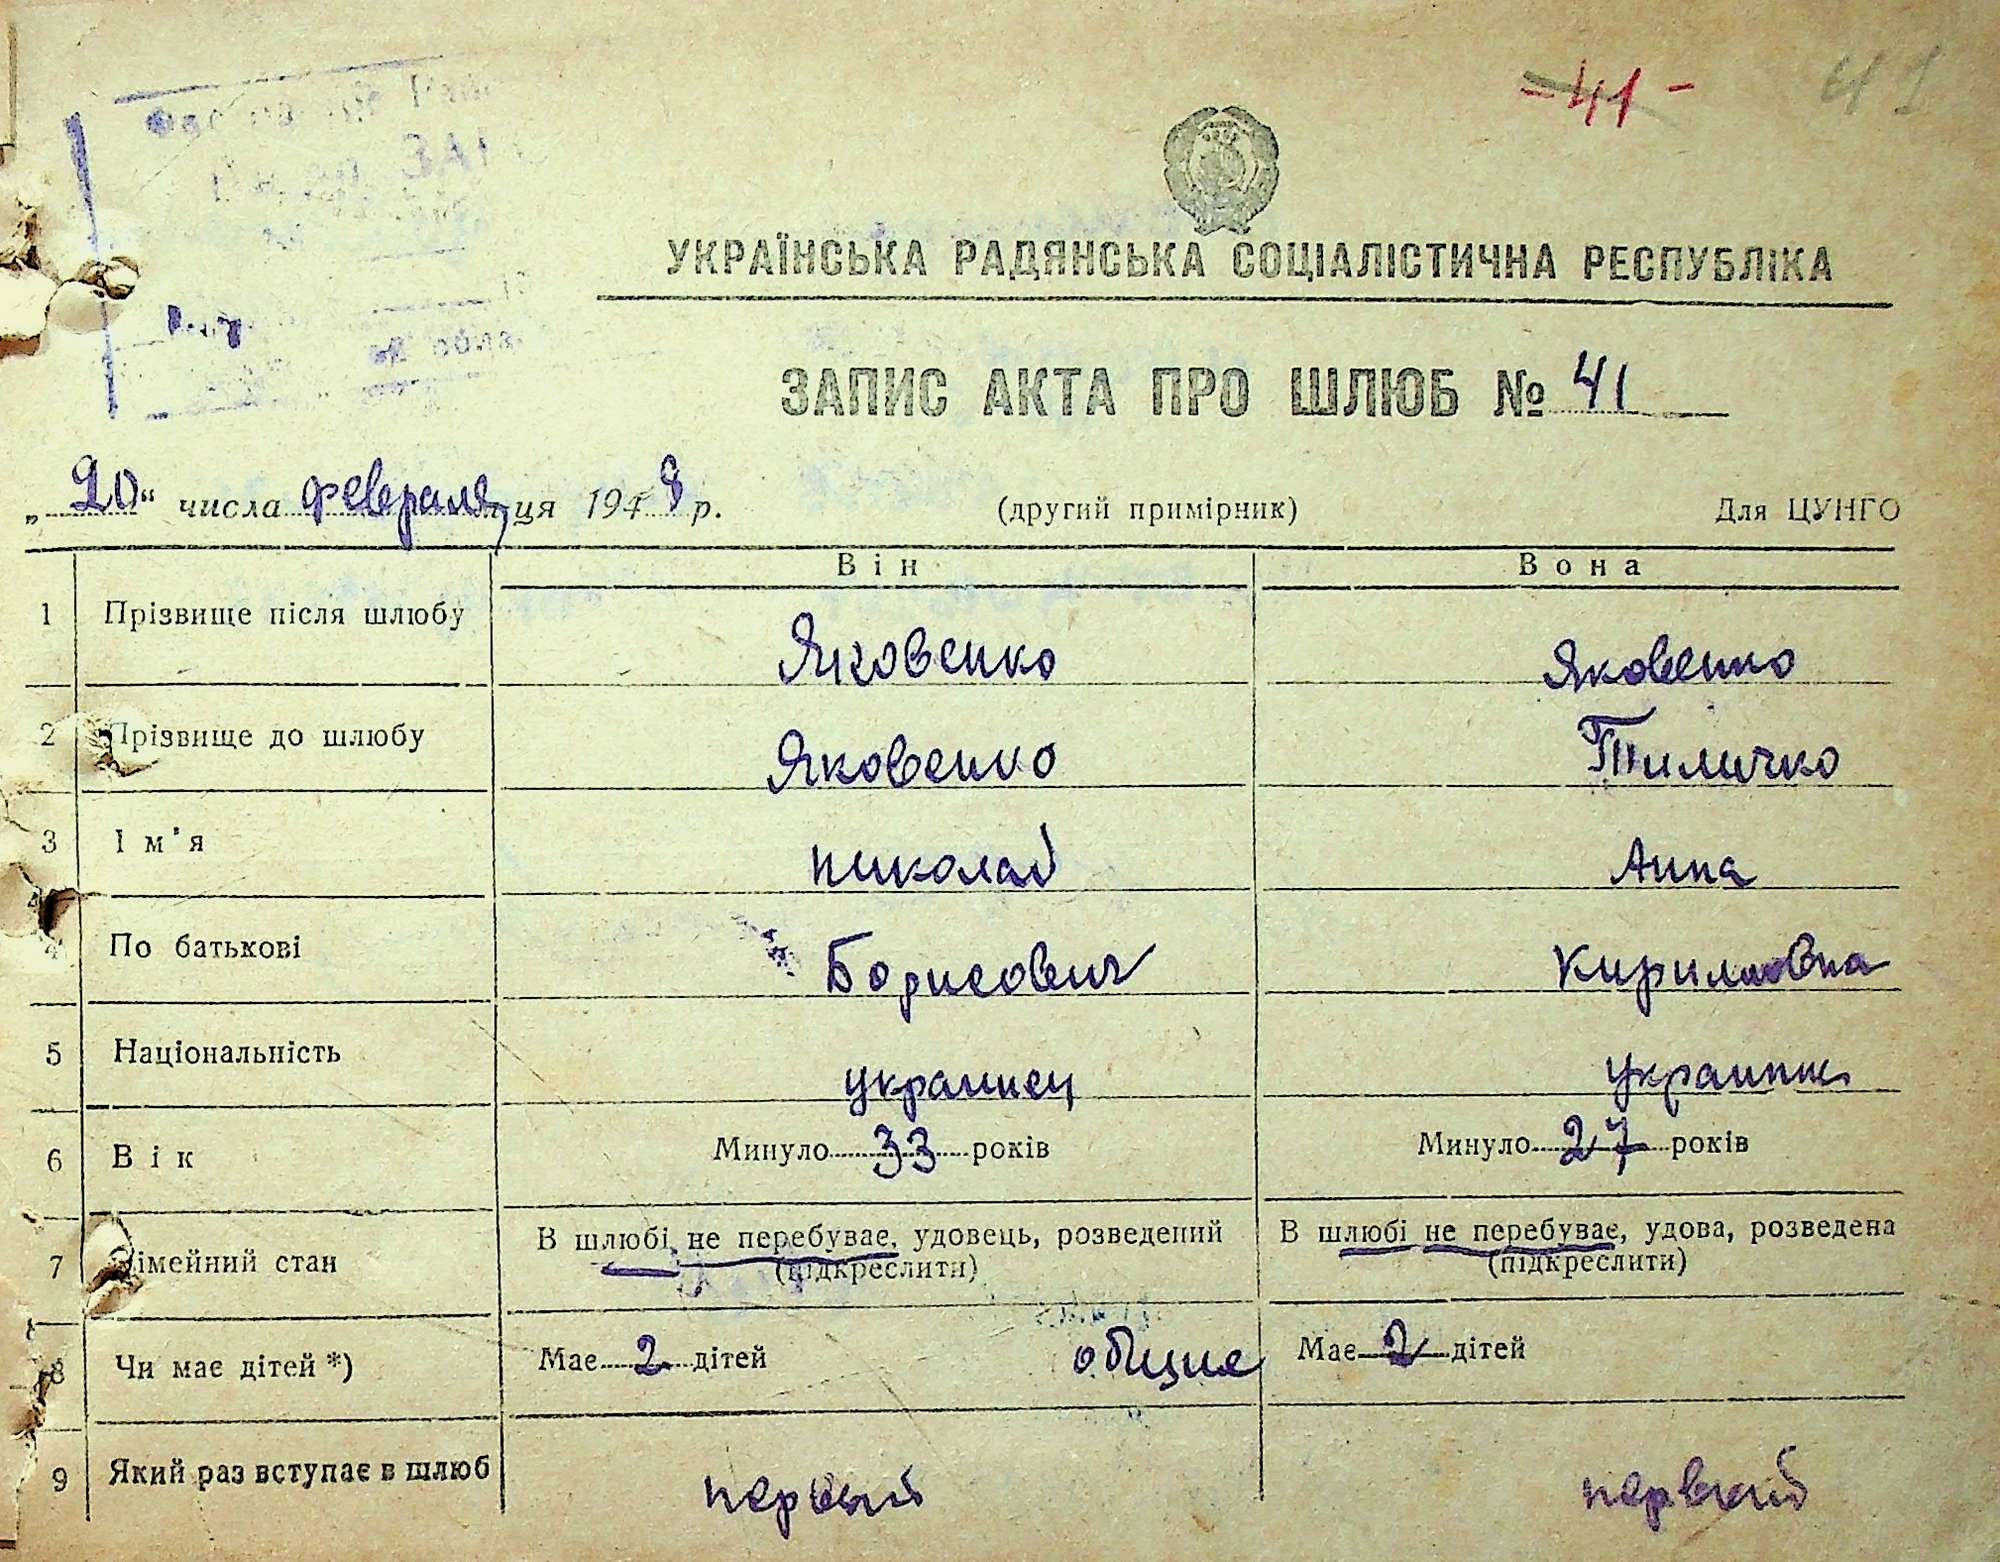 - 41 -
41
УКРАЇНСЬКА РАДЯНСЬКА СОЦІАЛІСТИЧНА РЕСПУБЛІКА
ЗАПИС АКТА ПРО ШЛЮБ № 41
„20“ числа февраля ця 1949 р. (другий примірник) Для ЦУНГО
Він Вона
1 Прізвище після шлюбу Яковенко Яковенко
2 Прізвище до шлюбу Яковенко Тиличко
3 Ім'я николай Анна
4 По батькові Борисович Кириловна
5 Національність украинец украинк
6 Вік Минуло 33 років Минуло 27 років
7 Сімейний стан В шлюбі не перебуває, удовець, розведений В шлюбі не перебуває, удова, розведена
(підкреслити) (підкреслити)
8 Чи має дітей *) Має 2 дітей общие Має 2 дітей
9 Який раз вступає в шлюб первый первый